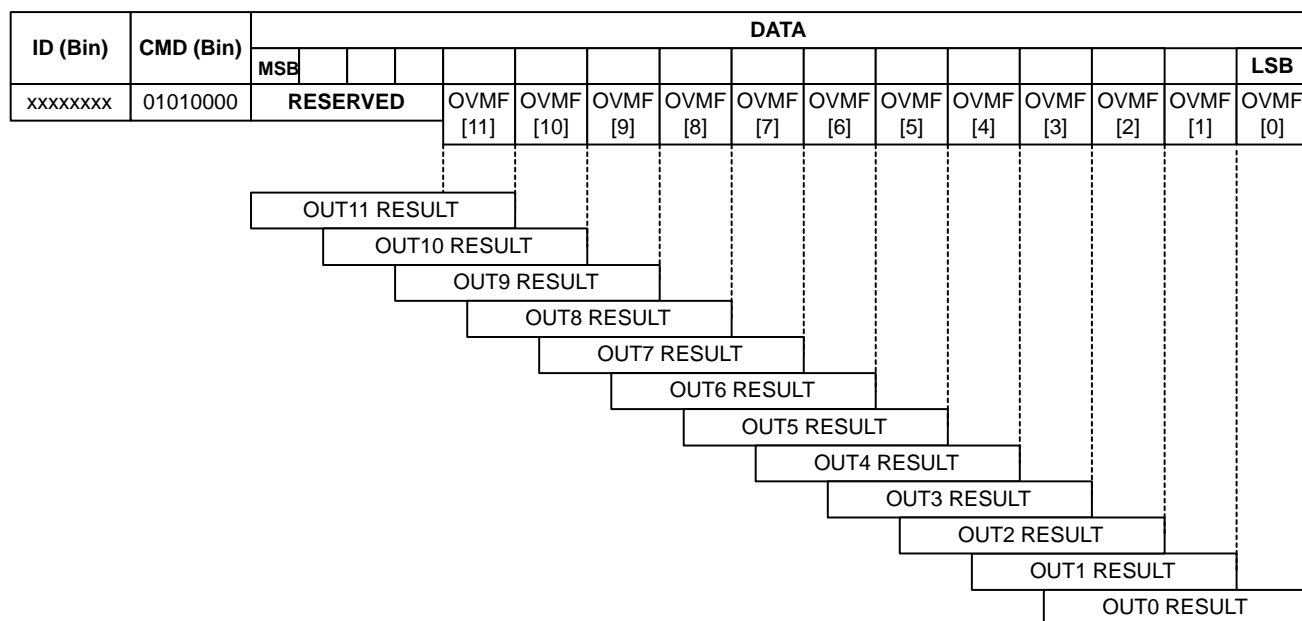 DATA
ID (Bin) CMD (Bin)
MSB LSB
xxxxxxxx 01010000 RESERVED OVMF OVMF OVMF OVMF OVMF OVMF OVMF OVMF OVMF OVMF OVMF OVMF
[11] [10] [9] [8] [7] [6] [5] [4] [3] [2] [1] [0]
OUT11 RESULT
OUT10 RESULT
OUT9 RESULT
OUT8 RESULT
OUT7 RESULT
OUT6 RESULT
OUT5 RESULT
OUT4 RESULT
OUT3 RESULT
OUT2 RESULT
OUT1 RESULT
OUT0 RESULT